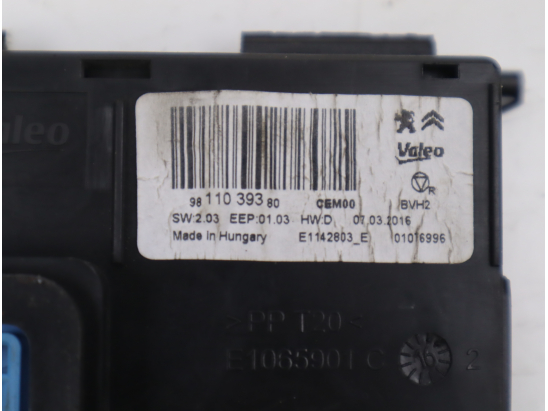 Valeo
Valeo
98 110 393 80 CEM00 R BVH2
SW:2.03 EEP:01.03 HW:D 07.03.2016
Made in Hungary E1142803_E 01016996
>PP T20<
E1065901 C 16 2